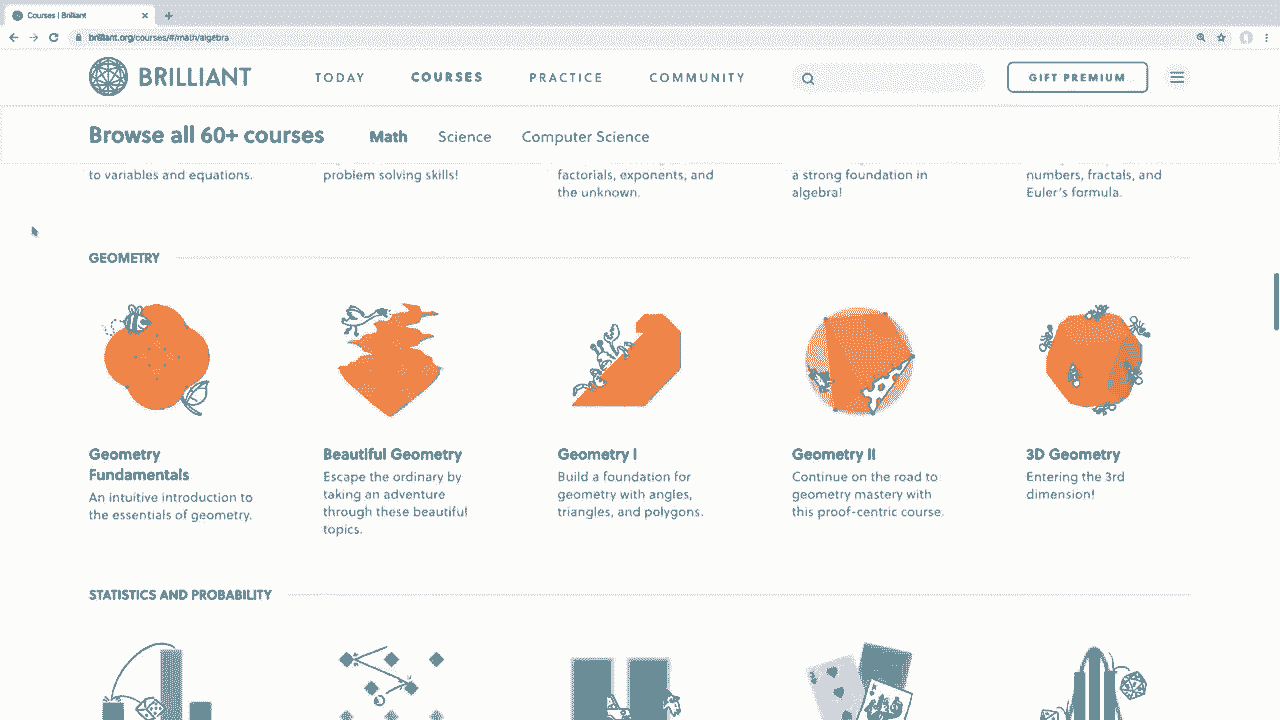 Courses | Brilliant
brilliant.org/courses/#/math/algebra
BRILLIANT
TODAY
COURSES
PRACTICE
COMMUNITY
GIFT PREMIUM
Browse all 60+ courses
Math
Science
Computer Science
to variables and equations.
problem solving skills!
factorials, exponents, and
the unknown.
a strong foundation in
algebra!
numbers, fractals, and
Euler's formula.
GEOMETRY
Geometry
Fundamentals
An intuitive introduction to
the essentials of geometry.
Beautiful Geometry
Escape the ordinary by
taking an adventure
through these beautiful
topics.
Geometry I
Build a foundation for
geometry with angles,
triangles, and polygons.
Geometry II
Continue on the road to
geometry mastery with
this proof-centric course.
3D Geometry
Entering the 3rd
dimension!
STATISTICS AND PROBABILITY